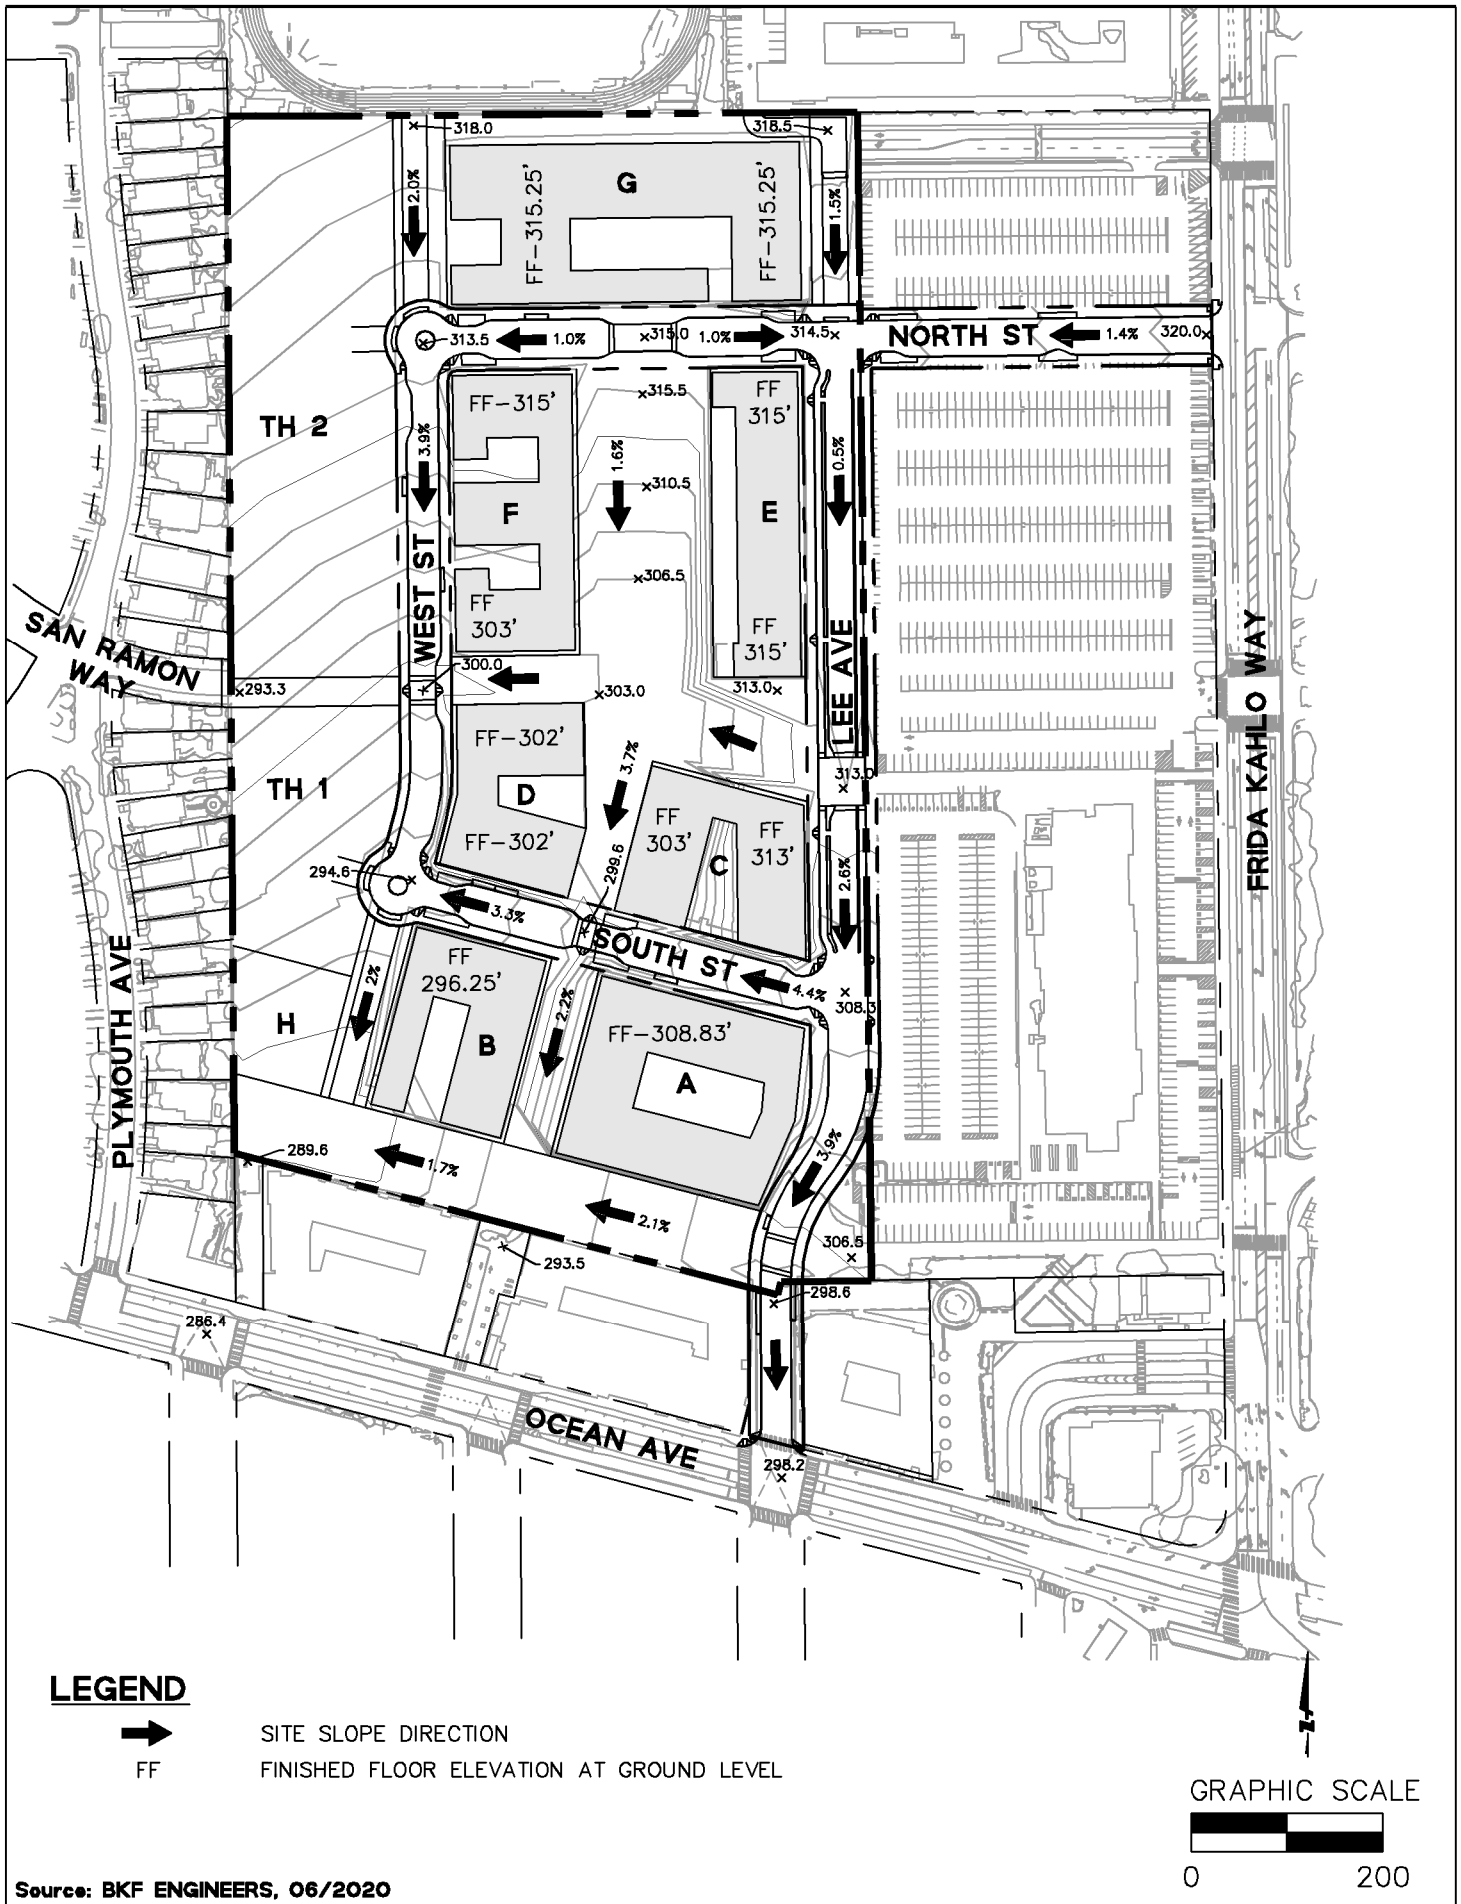 318.0
318.5
2.0%
FF-315.25'
G
FF-315.25'
1.5%
313.5
1.0%
315.0
1.0%
314.5
NORTH ST
1.4%
320.0
FF-315'
315.5
FF
315'
TH 2
3.9%
1.6%
0.5%
310.5
F
E
WEST ST
306.5
FF
303'
FF
315'
SAN RAMON
WAY
293.3
300.0
303.0
313.0
LEE AVE
FRIDA KAHLO WAY
FF-302'
3.7%
313.0
TH 1
D
FF
303'
FF
313'
FF-302'
C
299.6
294.6
2.6%
3.3%
SOUTH ST
4.4%
308.3
PLYMOUTH AVE
FF
296.25'
2%
2.2%
H
B
FF-308.83'
A
289.6
1.7%
3.9%
2.1%
306.5
293.5
298.6
286.4
OCEAN AVE
298.2
LEGEND
SITE SLOPE DIRECTION
FF FINISHED FLOOR ELEVATION AT GROUND LEVEL
Z
GRAPHIC SCALE
0 200
Source: BKF ENGINEERS, 06/2020